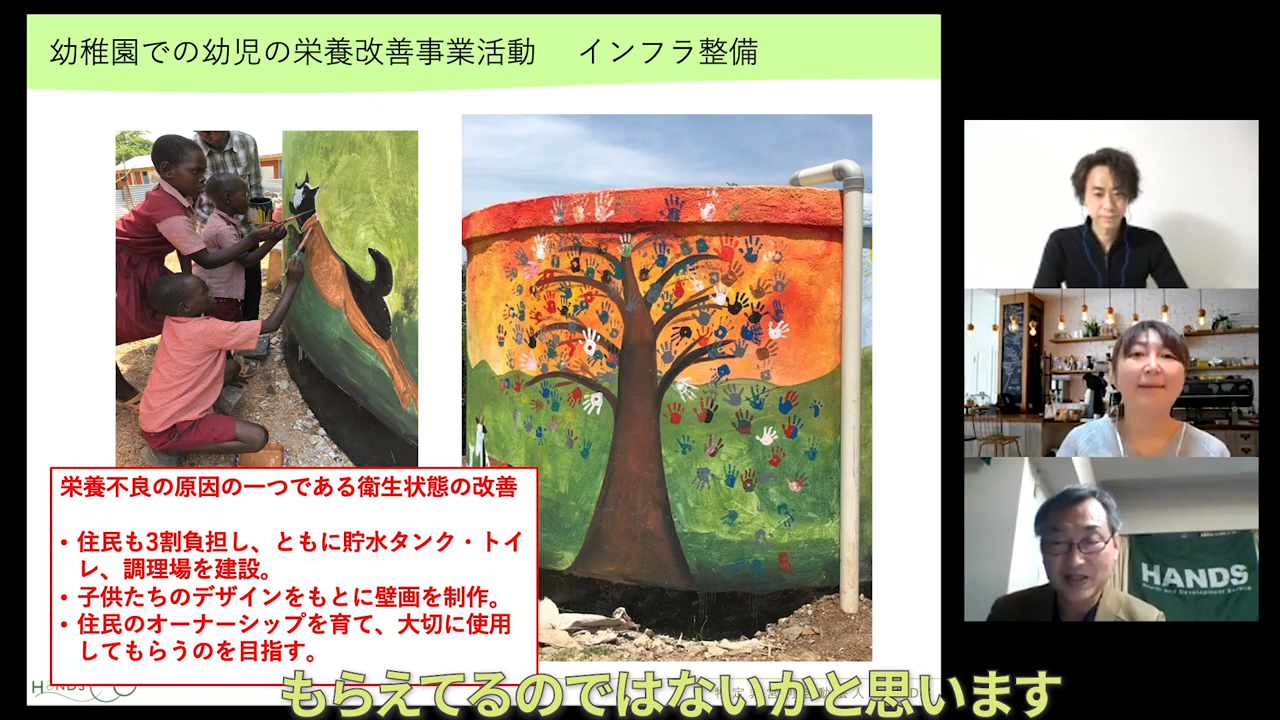 幼稚園での幼児の栄養改善事業活動　インフラ整備
栄養不良の原因の一つである衛生状態の改善
• 住民も3割負担し、ともに貯水タンク・トイ
レ、調理場を建設。
• 子供たちのデザインをもとに壁画を制作。
• 住民のオーナーシップを育て、大切に使用
してもらうのを目指す。
HANDS
Health and Development Service
HANDS
もらえてるのではないかと思います